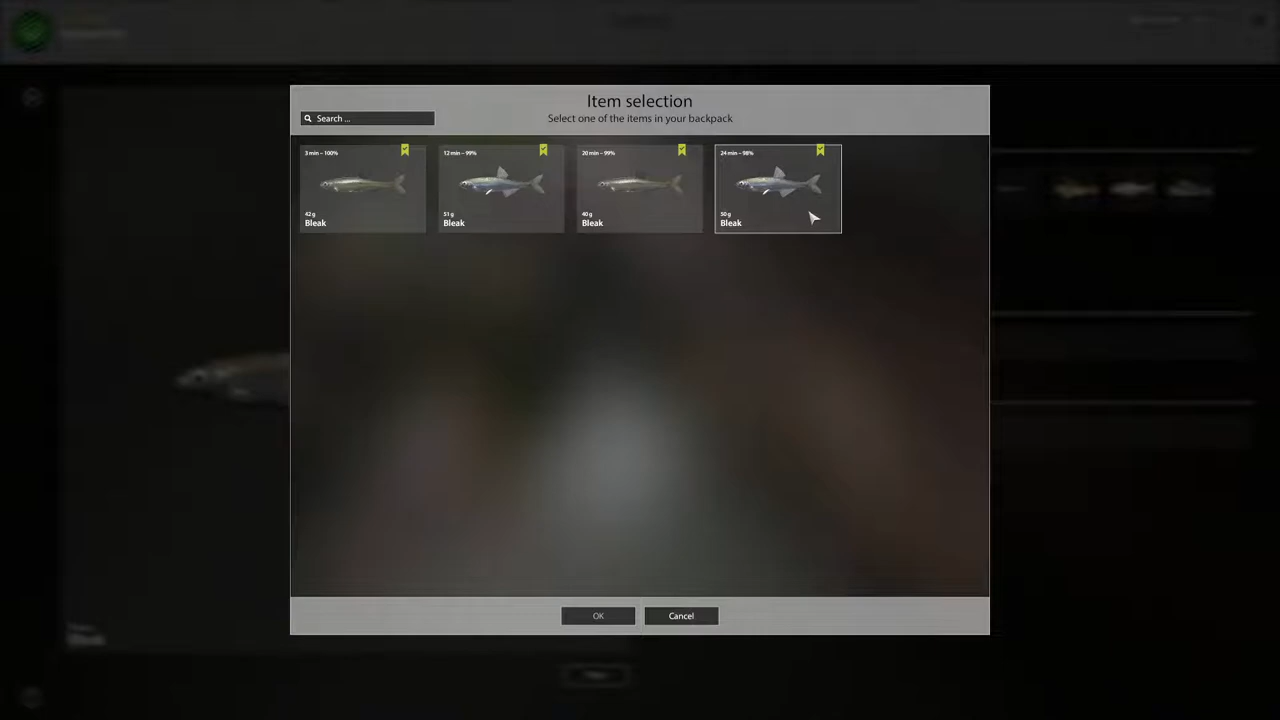 Item selection
Search ...
Select one of the items in your backpack
3 min – 100%
12 min – 99%
20 min – 99%
24 min – 98%
42 g
51 g
40 g
50 g
Bleak
Bleak
Bleak
Bleak
OK
Cancel